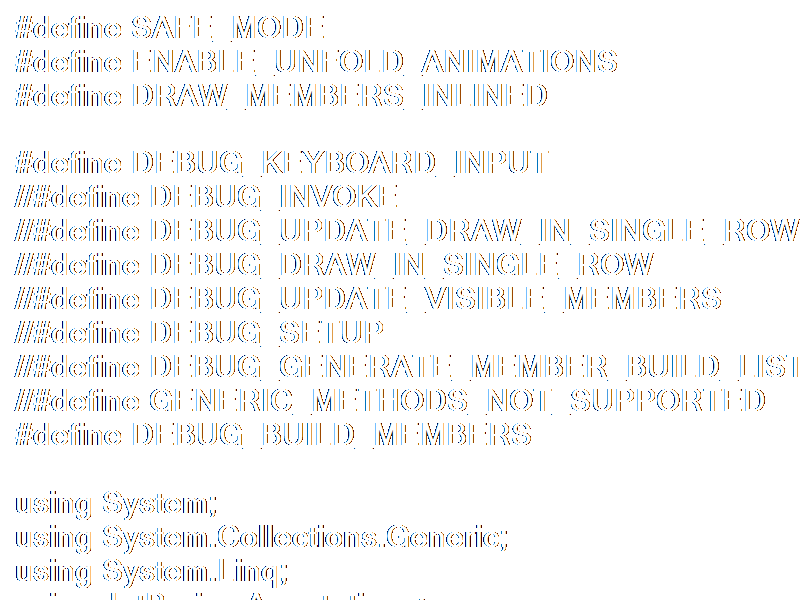 #define SAFE_MODE
#define ENABLE_UNFOLD_ANIMATIONS
#define DRAW_MEMBERS_INLINED

#define DEBUG_KEYBOARD_INPUT
//#define DEBUG_INVOKE
//#define DEBUG_UPDATE_DRAW_IN_SINGLE_ROW
//#define DEBUG_DRAW_IN_SINGLE_ROW
//#define DEBUG_UPDATE_VISIBLE_MEMBERS
//#define DEBUG_SETUP
//#define DEBUG_GENERATE_MEMBER_BUILD_LIST
//#define GENERIC_METHODS_NOT_SUPPORTED
#define DEBUG_BUILD_MEMBERS

using System;
using System.Collections.Generic;
using System.Linq;